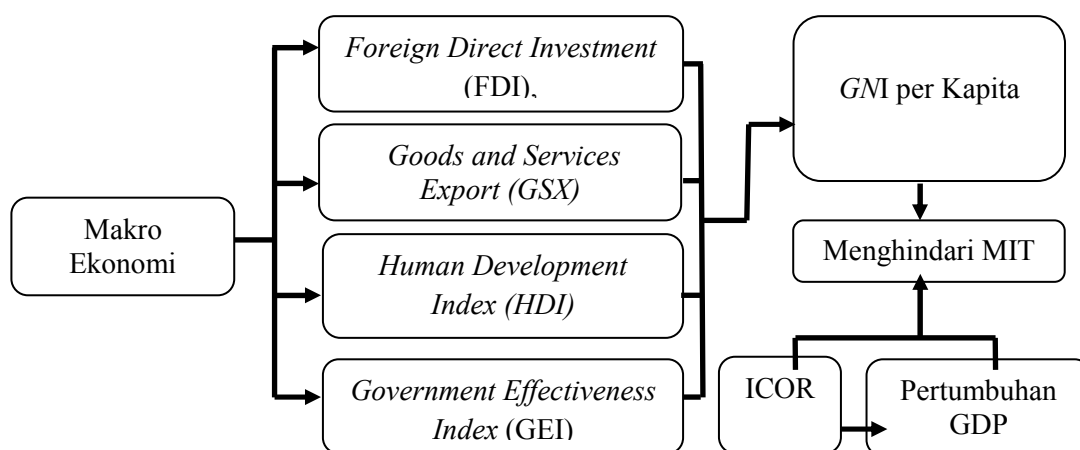 Makro
Ekonomi
Foreign Direct Investment
(FDI),
Goods and Services
Export (GSX)
Human Development
Index (HDI)
Government Effectiveness
Index (GEI)
GNI per Kapita
Menghindari MIT
ICOR
Pertumbuhan
GDP